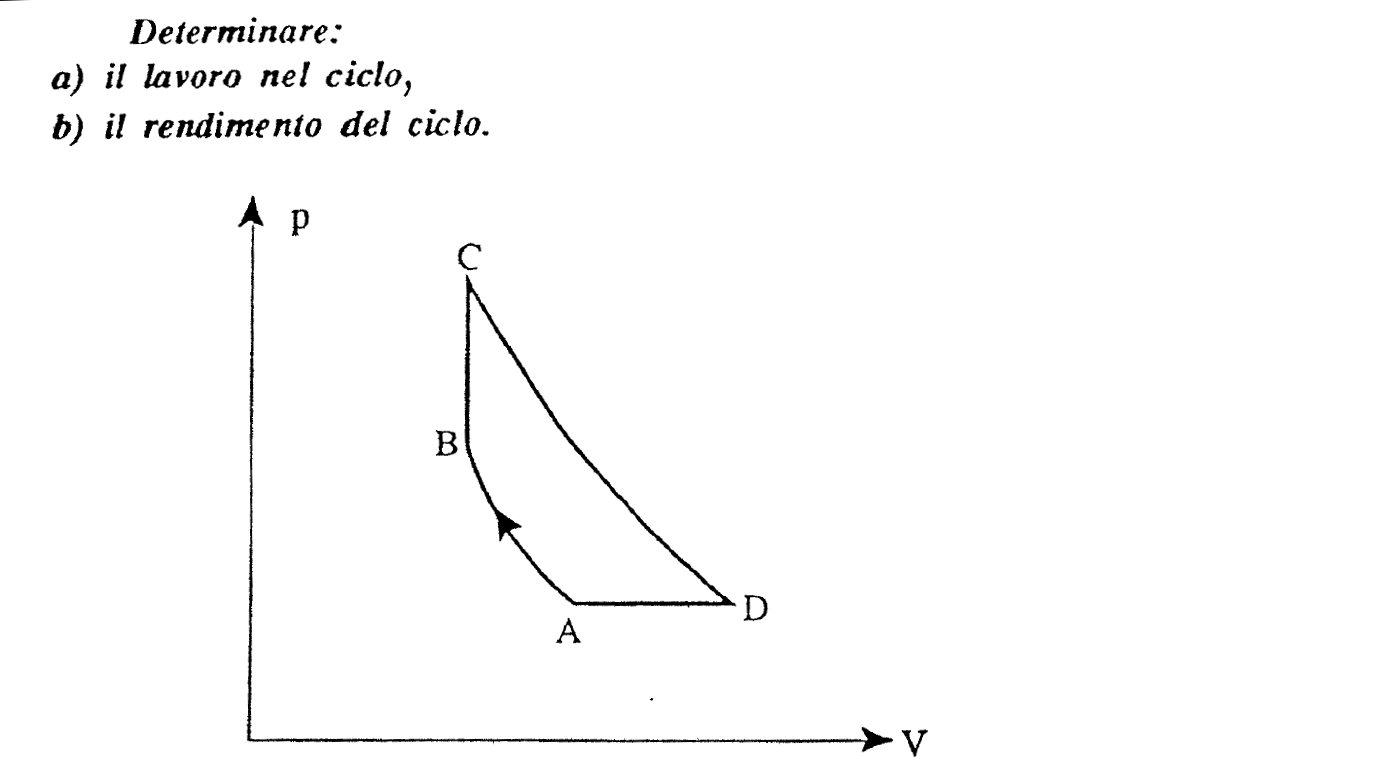 Determinare:
a) il lavoro nel ciclo,
b) il rendimento del ciclo.
p
C
B
A
D
V